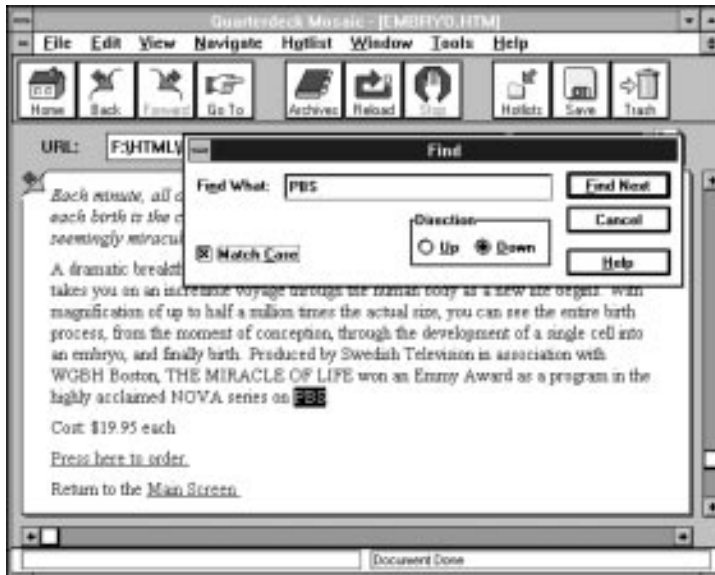 Quarterdeck Mosaic - [EMBRYO.HTM]
File Edit View Navigate Hotlist Window Tools Help
Home Back Forward Go To Archives Reload Stop Hotlists Save Trash
URL: F:\HTML\
Find
Find What: PBS
Find Next
Cancel
Help
Direction
Up Down
Match Case
Each minute, all
each birth is the
seemingly
A dramatic
takes you on an incredible voyage through the human body as a new life begins. With
magnification of up to half a million times the actual size, you can see the entire birth
process, from the moment of conception, through the development of a single cell into
an embryo, and finally birth. Produced by Swedish Television in association with
WGBH Boston, THE MIRACLE OF LIFE won an Emmy Award as a program in the
highly acclaimed NOVA series on PBS
Cost: $19.95 each
Press here to order.
Return to the Main Screen.
Document Done